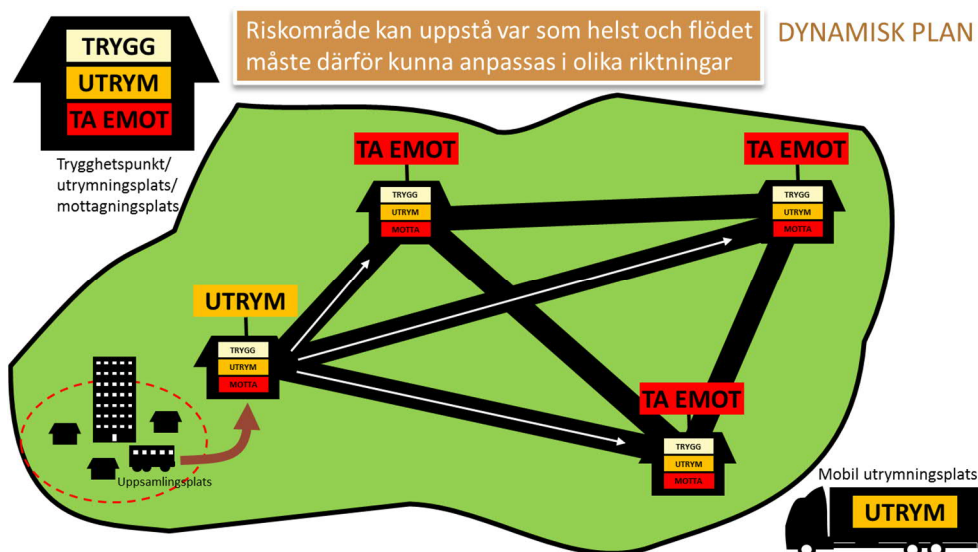 Riskområde kan uppstå var som helst och flödet
måste därför kunna anpassas i olika riktningar
DYNAMISK PLAN
TRYGG
UTRYM
TA EMOT
Trygghetspunkt/
utrymningsplats/
mottagningsplats
TA EMOT
TRYGG
UTRYM
MOTTA
TA EMOT
TRYGG
UTRYM
MOTTA
UTRYM
TRYGG
UTRYM
MOTTA
TA EMOT
TRYGG
UTRYM
MOTTA
Uppsamlingsplats
Mobil utrymningsplats
UTRYM